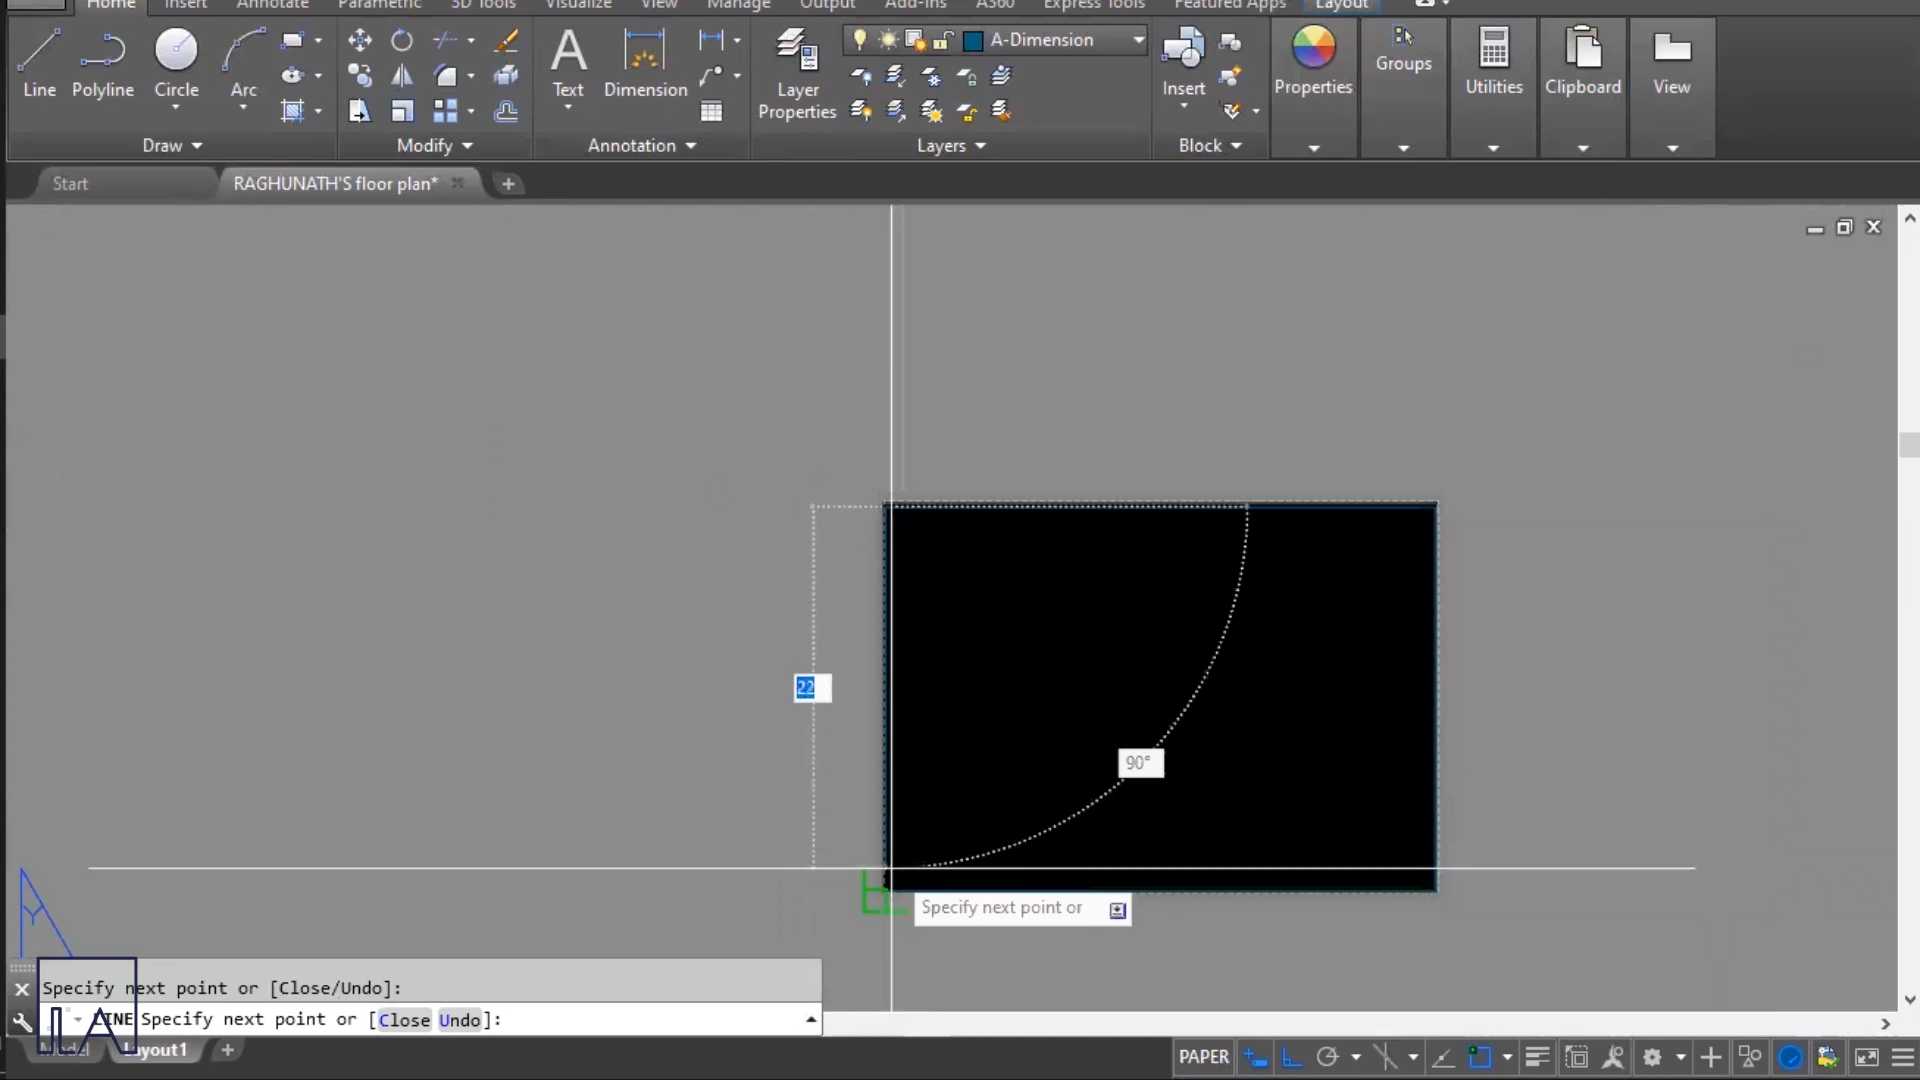 Home Insert Annotate Parametric 3D Tools Visualize View Manage Output Add-ins A360 Express Tools Featured Apps Layout
A-Dimension
Line Polyline Circle Arc
Text Dimension
Layer
Properties
Insert
Properties
Groups
Utilities
Clipboard
View
Draw Modify Annotation Layers Block
Start RAGHUNATH'S floor plan*
22
90°
Specify next point or
Y
Specify next point or [Close/Undo]:
LINE Specify next point or [Close Undo]:
Model Layout1
PAPER